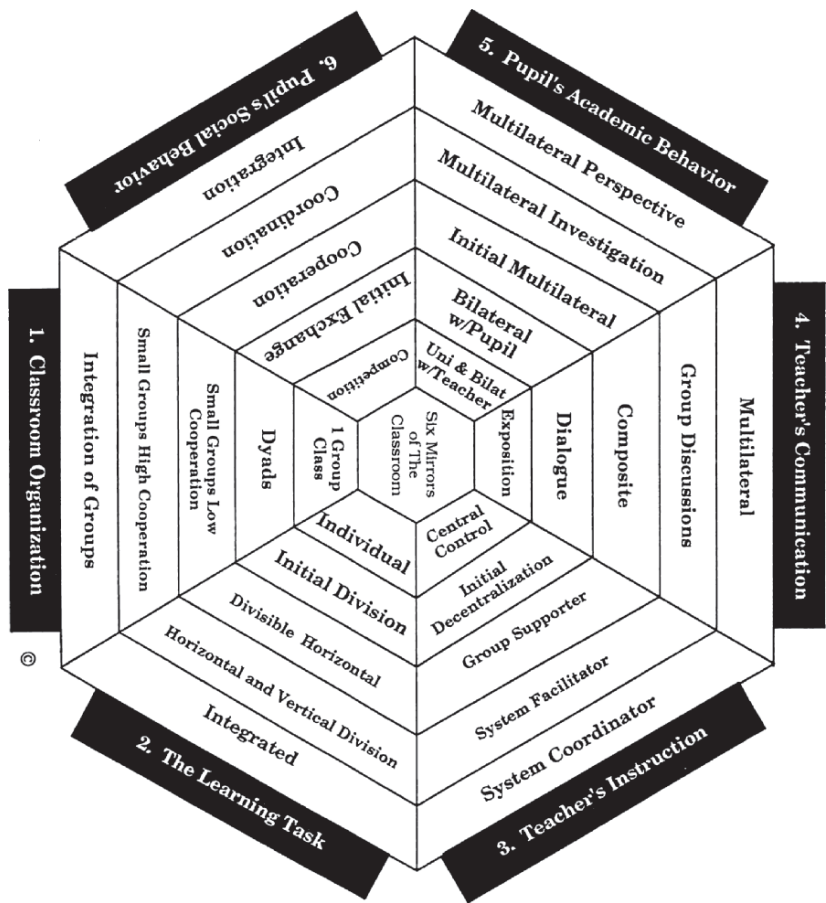 Six Mirrors
of The
Classroom
1. Classroom Organization
1 Group
Class
Dyads
Small Groups Low
Cooperation
Small Groups High Cooperation
Integration of Groups
2. The Learning Task
Individual
Initial Division
Divisible Horizontal
Horizontal and Vertical Division
Integrated
3. Teacher's Instruction
Central
Control
Initial
Decentralization
Group Supporter
System Facilitator
System Coordinator
4. Teacher's Communication
Exposition
Dialogue
Composite
Group Discussions
Multilateral
5. Pupil's Academic Behavior
Uni & Bilat
w/Teacher
Bilateral
w/Pupil
Initial Multilateral
Multilateral Investigation
Multilateral Perspective
6. Pupil's Social Behavior
Competition
Initial Exchange
Cooperation
Coordination
Integration
©